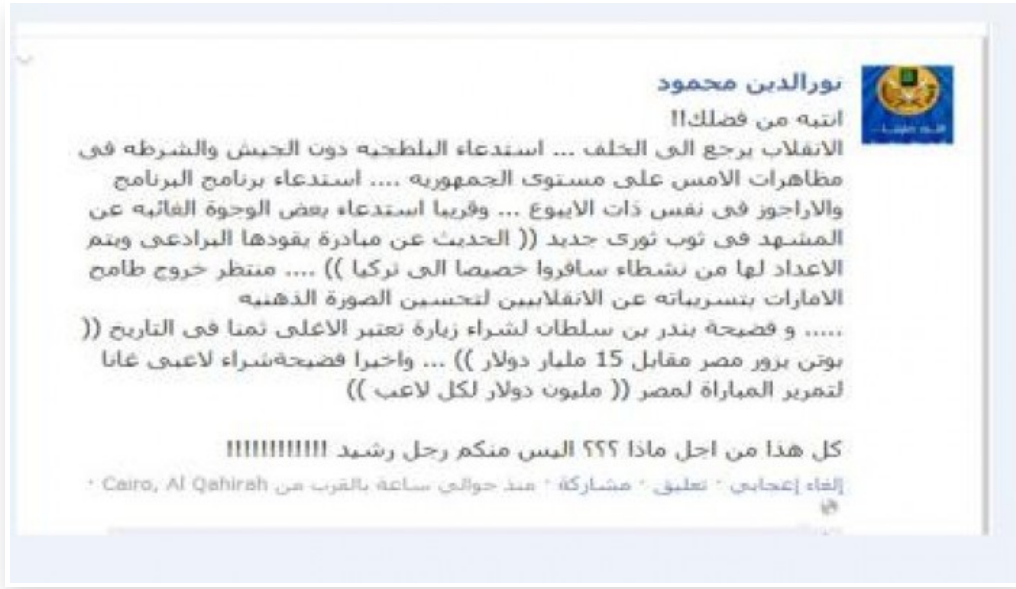 نورالدين محمود
انتبه من فضلك!!
الانقلاب يرجع الى الخلف ... استدعاء البلطجيه دون الجيش والشرطه فى
مظاهرات الامس على مستوى الجمهوريه .... استدعاء برنامج البرنامج
والاراجوز فى نفس ذات الايبوع ... وقريبا استدعاء بعض الوجوة الغائبه عن
المشهد فى ثوب ثورى جديد (( الحديث عن مبادرة يقودها البرادعى ويتم
الاعداد لها من نشطاء سافروا خصيصا الى تركيا )) .... منتظر خروج طامح
الامارات بتسريباته عن الانقلابيين لتحسين الصورة الذهنيه
..... و فضيحة بندر بن سلطان لشراء زيارة تعتبر الاغلى ثمنا فى التاريخ ((
بوتن يزور مصر مقابل 15 مليار دولار )) ... واخيرا فضيحةشراء لاعبى غانا
لتمرير المباراة لمصر (( مليون دولار لكل لاعب ))
كل هذا من اجل ماذا ؟؟؟ اليس منكم رجل رشيد !!!!!!!!!!!!
إلغاء إعجابي · تعليق · مشاركة · منذ حوالي ساعة بالقرب من Cairo, Al Qahirah ·